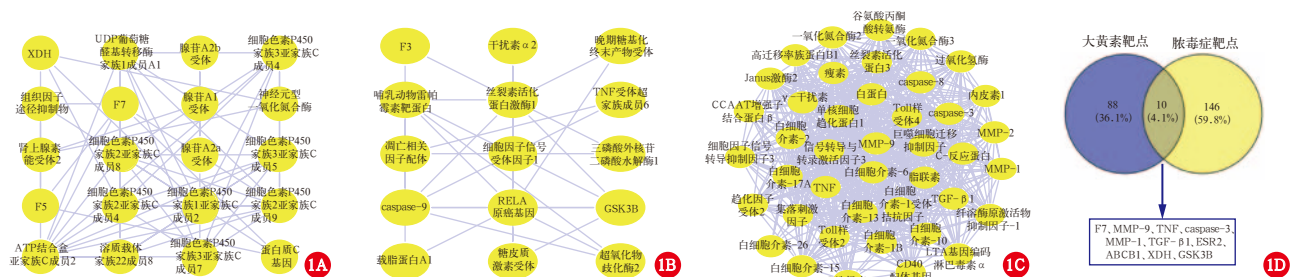 XDH
UDP葡萄糖
醛基转移酶
家族1成员A1
腺苷A2b
受体
细胞色素P450
家族3亚家族C
成员4
组织因子
途径抑制物
F7
腺苷A1
受体
神经元型
一氧化氮合酶
肾上腺素
能受体2
细胞色素P450
家族2亚家族C
成员8
腺苷A2a
受体
细胞色素P450
家族3亚家族C
成员5
F5
细胞色素P450
家族2亚家族C
成员4
细胞色素P450
家族1亚家族C
成员2
细胞色素P450
家族2亚家族C
成员9
ATP结合盒
亚家族C成员2
溶质载体
家族22成员8
细胞色素P450
家族3亚家族C
成员7
蛋白质C
基因
1A
F3
干扰素α2
晚期糖基化
终末产物受体
哺乳动物雷帕
霉素靶蛋白
丝裂素活化
蛋白激酶1
TNF受体超
家族成员6
凋亡相关
因子配体
细胞因子信号
受体因子1
三磷酸外核苷
二磷酸水解酶1
caspase-9
RELA
原癌基因
GSK3B
载脂蛋白A1
糖皮质
激素受体
超氧化物
歧化酶2
1B
谷氨酸丙酮
酸转氨酶
一氧化氮合酶2
一氧化氮合酶3
高迁移率族蛋白B1
丝裂素活化
蛋白3
过氧化氢酶
Janus激酶2
瘦素
caspase-8
γ-干扰素
白蛋白
内皮素1
CCAAT增强子
结合蛋白β
单核细胞
趋化蛋白1
Toll样
受体4
caspase-3
白细胞
介素-2
MMP-9
巨噬细胞迁移
抑制因子
MMP-2
细胞因子信号
转导抑制因子3
信号转导与
转录激活因子3
C-反应蛋白
MMP-1
白细胞
介素-17A
白细胞介素-6
脂联素
TNF
趋化因子
受体2
集落刺激
因子
白细胞
介素-13
白细胞
介素-1受体
拮抗因子
TGF-β1
纤溶酶原激活物
抑制因子-1
Toll样
受体2
白细胞
介素-1B
白细胞
介素-10
白细胞介素-26
白细胞介素-15
LTA基因编码
淋巴毒素α
CD40
配体基因
1C
大黄素靶点
脓毒症靶点
88
(36.1%)
10
(4.1%)
146
(59.8%)
F7、MMP-9、TNF、caspase-3、
MMP-1、TGF-β1、ESR2、
ABCB1、XDH、GSK3B
1D